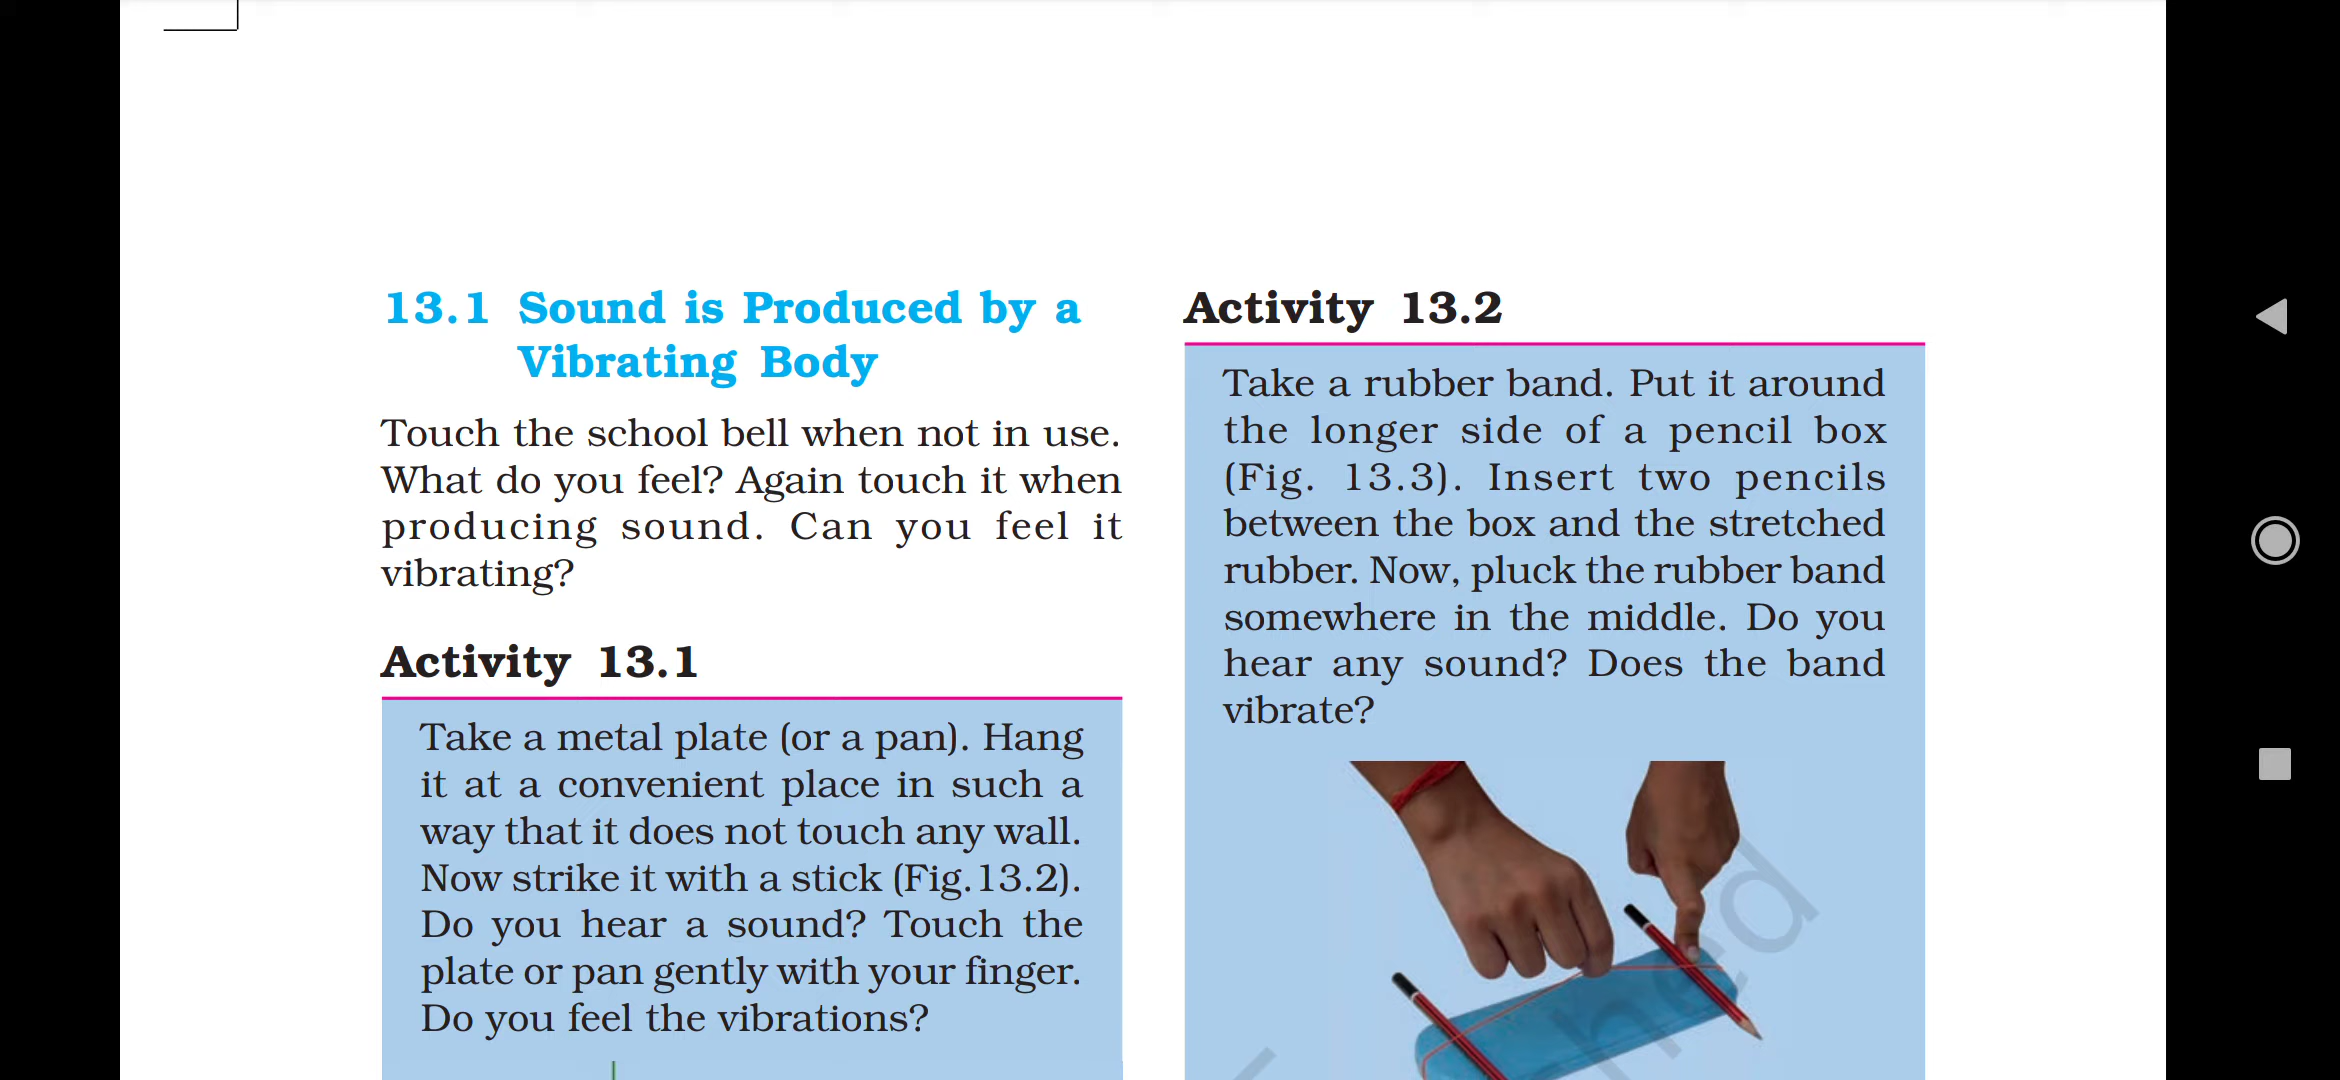 13.1 Sound is Produced by a
Vibrating Body
Touch the school bell when not in use.
What do you feel? Again touch it when
producing sound. Can you feel it
vibrating?
Activity 13.1
Take a metal plate (or a pan). Hang
it at a convenient place in such a
way that it does not touch any wall.
Now strike it with a stick (Fig.13.2).
Do you hear a sound? Touch the
plate or pan gently with your finger.
Do you feel the vibrations?
Activity 13.2
Take a rubber band. Put it around
the longer side of a pencil box
(Fig. 13.3). Insert two pencils
between the box and the stretched
rubber. Now, pluck the rubber band
somewhere in the middle. Do you
hear any sound? Does the band
vibrate?